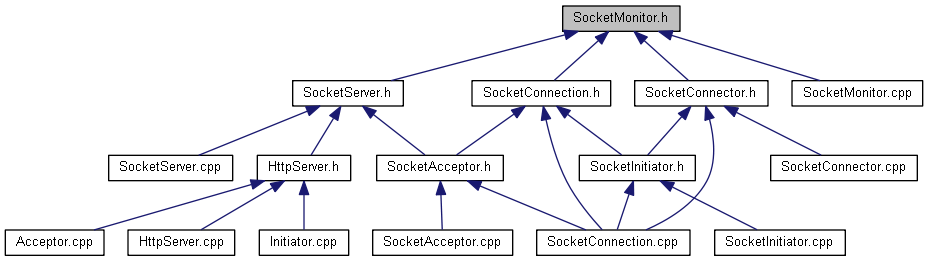 SocketMonitor.h
SocketServer.h
SocketConnection.h
SocketConnector.h
SocketMonitor.cpp
SocketServer.cpp
HttpServer.h
SocketAcceptor.h
SocketInitiator.h
SocketConnector.cpp
Acceptor.cpp
HttpServer.cpp
Initiator.cpp
SocketAcceptor.cpp
SocketConnection.cpp
SocketInitiator.cpp